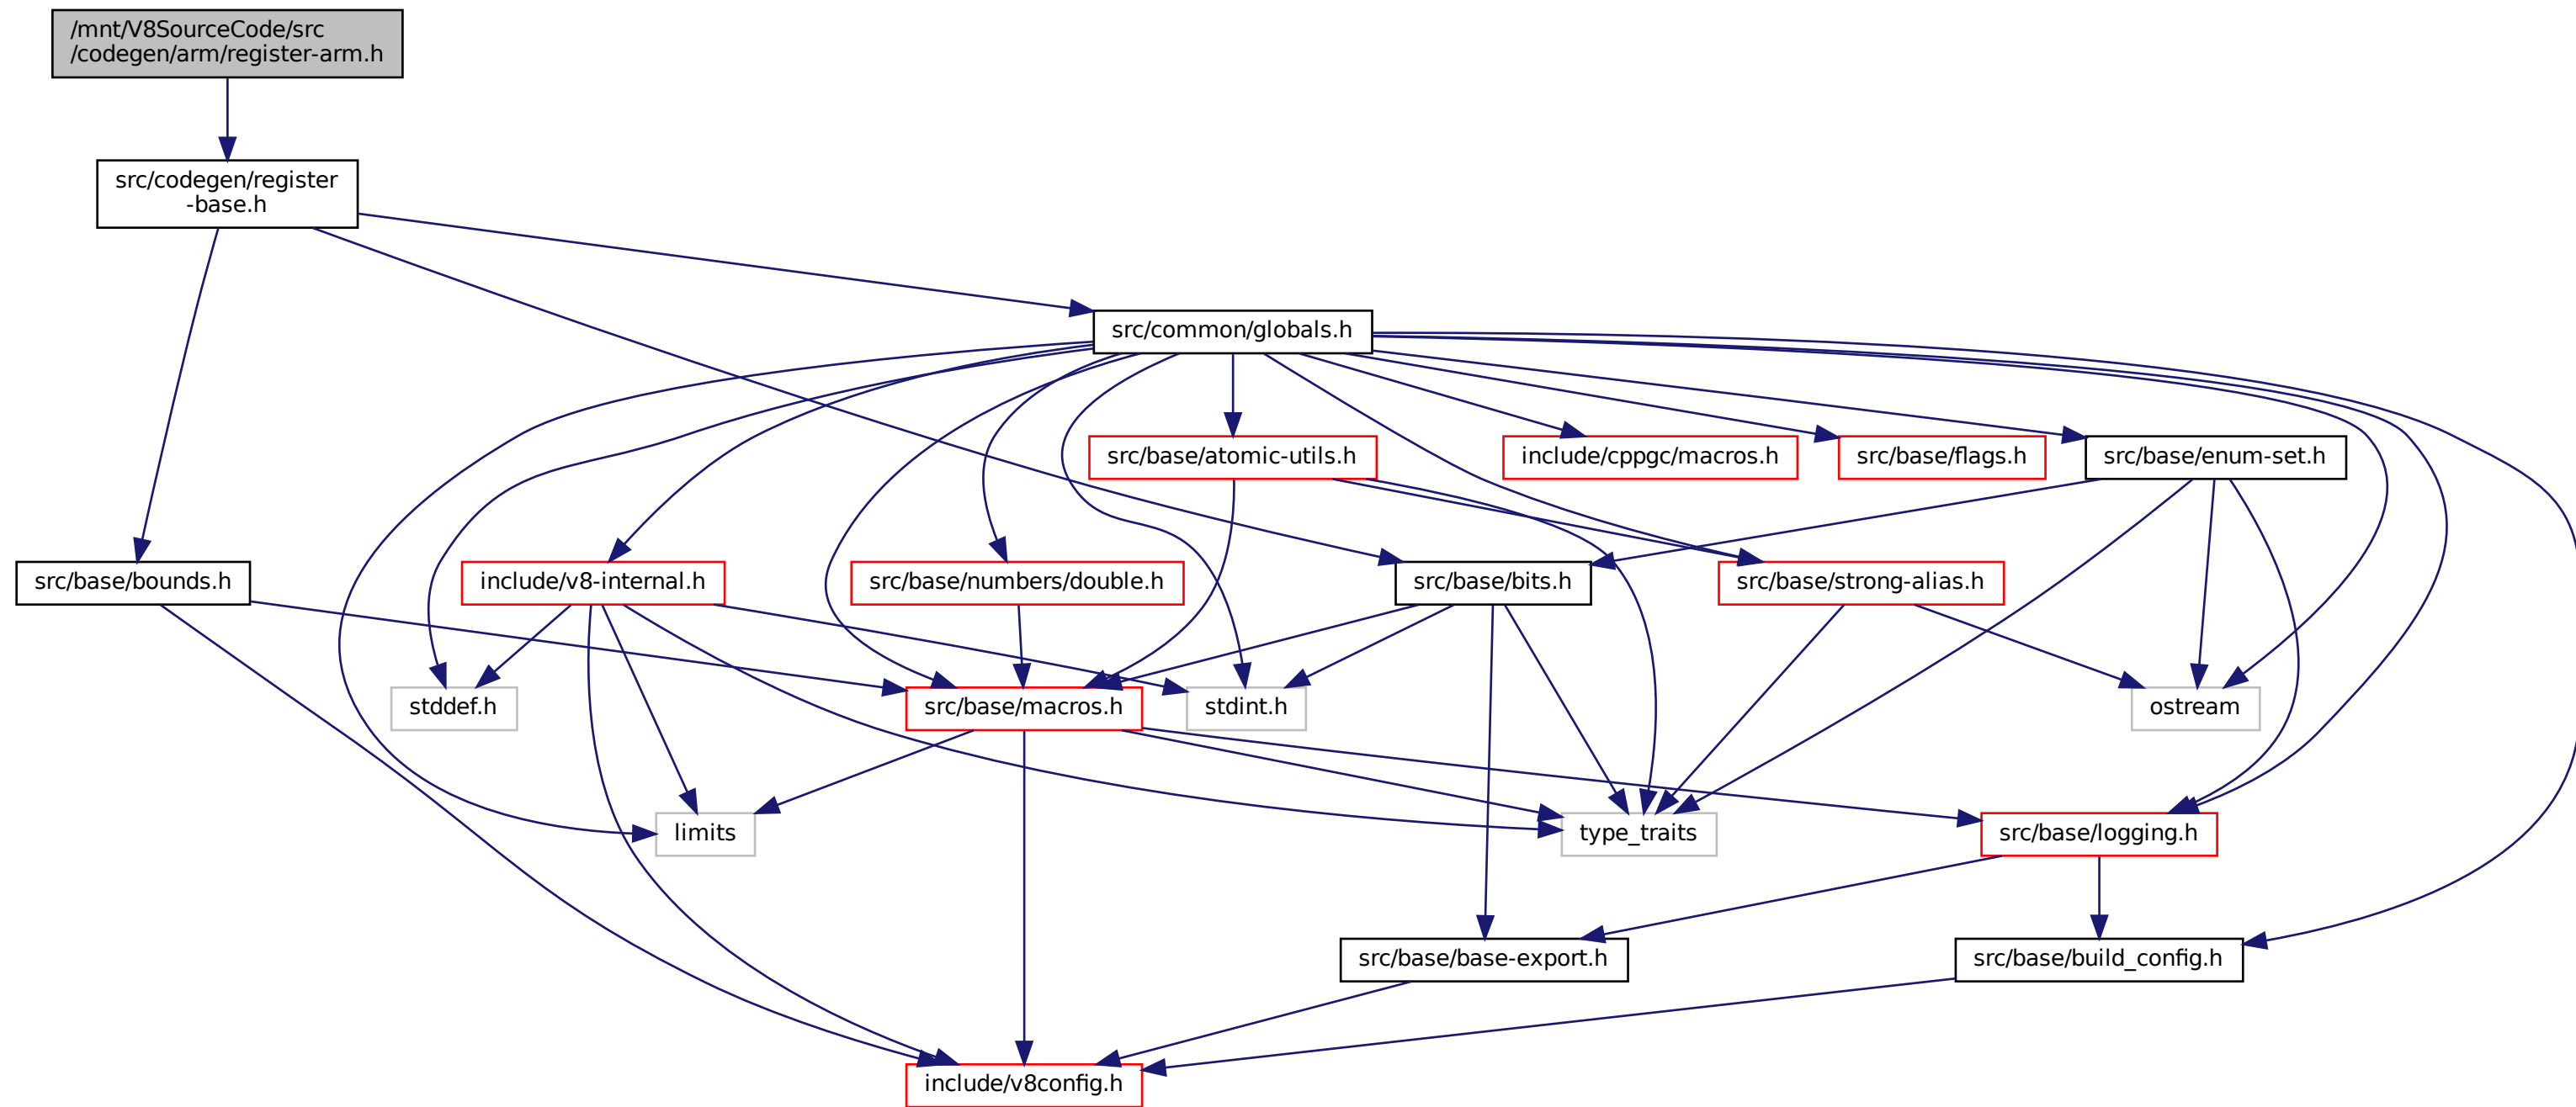 /mnt/V8SourceCode/src
/codegen/arm/register-arm.h
src/codegen/register
-base.h
src/common/globals.h
src/base/atomic-utils.h
include/cppgc/macros.h
src/base/flags.h
src/base/enum-set.h
src/base/bounds.h
include/v8-internal.h
src/base/numbers/double.h
src/base/bits.h
src/base/strong-alias.h
stddef.h
src/base/macros.h
stdint.h
ostream
limits
type_traits
src/base/logging.h
src/base/base-export.h
src/base/build_config.h
include/v8config.h